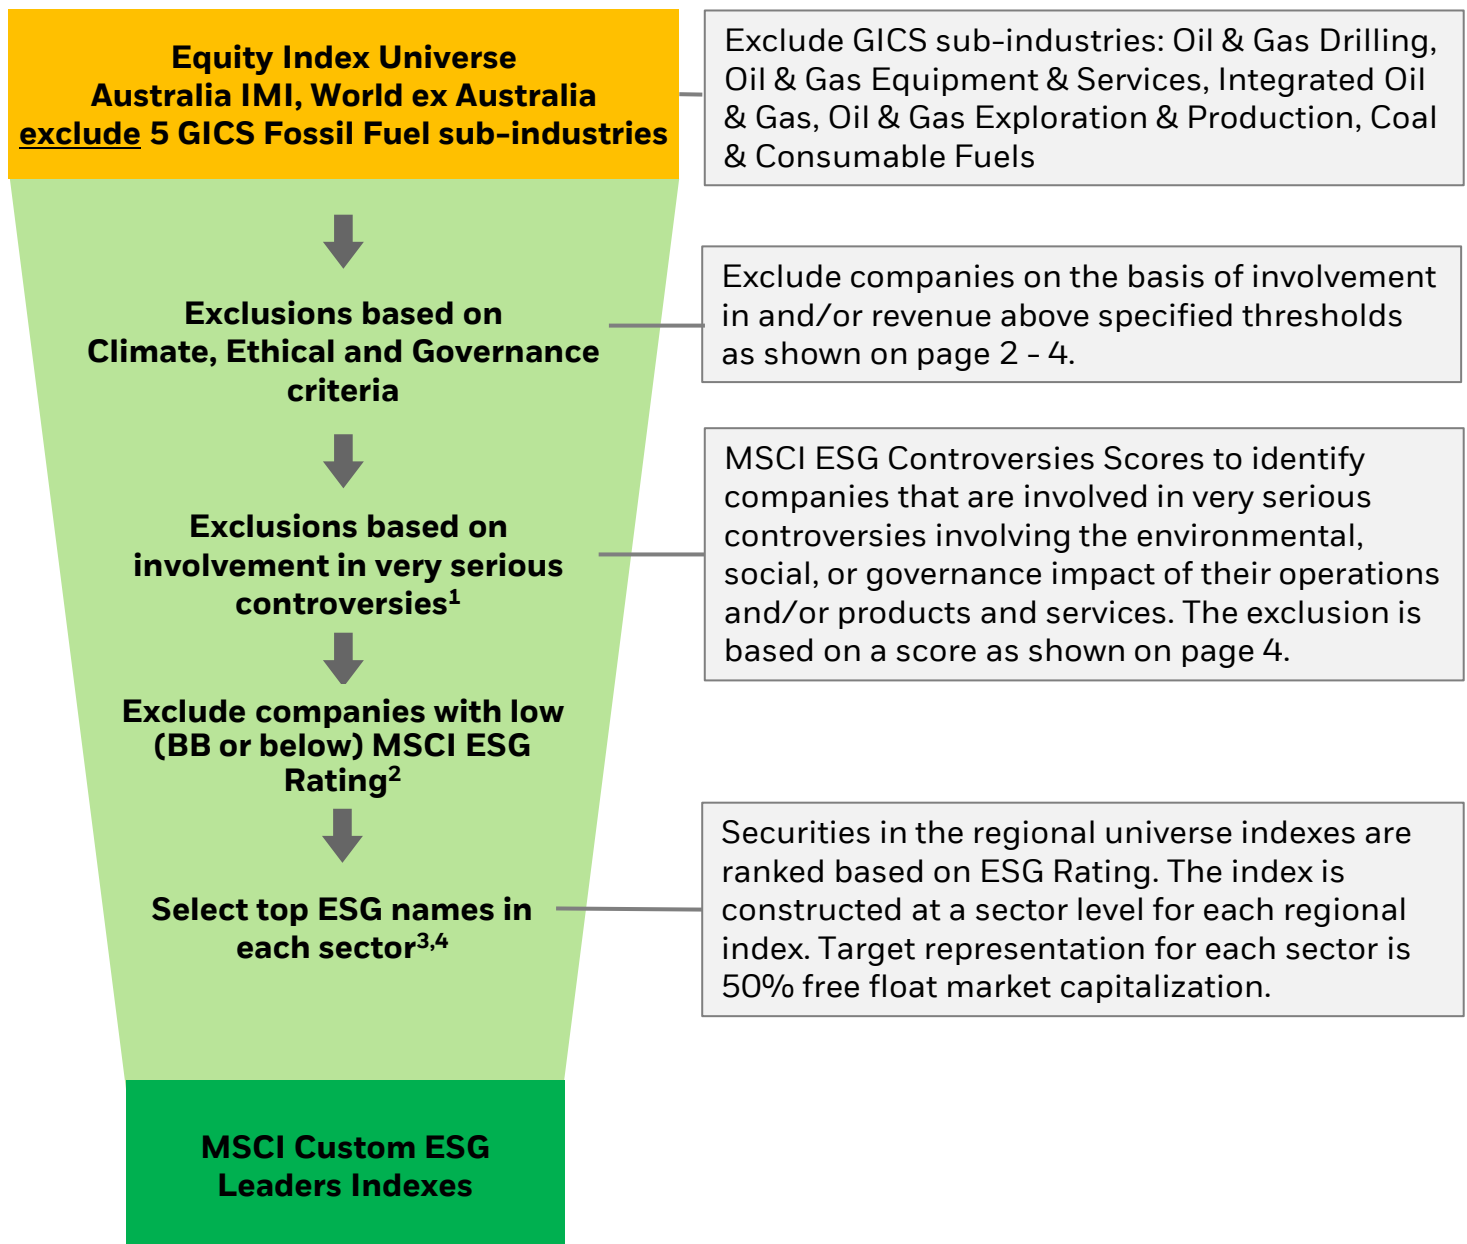 Equity Index Universe
Australia IMI, World ex Australia
exclude 5 GICS Fossil Fuel sub-industries
Exclude GICS sub-industries: Oil & Gas Drilling,
Oil & Gas Equipment & Services, Integrated Oil
& Gas, Oil & Gas Exploration & Production, Coal
& Consumable Fuels
Exclusions based on
Climate, Ethical and Governance
criteria
Exclude companies on the basis of involvement
in and/or revenue above specified thresholds
as shown on page 2 - 4.
Exclusions based on
involvement in very serious
controversies¹
MSCI ESG Controversies Scores to identify
companies that are involved in very serious
controversies involving the environmental,
social, or governance impact of their operations
and/or products and services. The exclusion is
based on a score as shown on page 4.
Exclude companies with low
(BB or below) MSCI ESG
Rating²
Select top ESG names in
each sector³,⁴
Securities in the regional universe indexes are
ranked based on ESG Rating. The index is
constructed at a sector level for each regional
index. Target representation for each sector is
50% free float market capitalization.
MSCI Custom ESG
Leaders Indexes